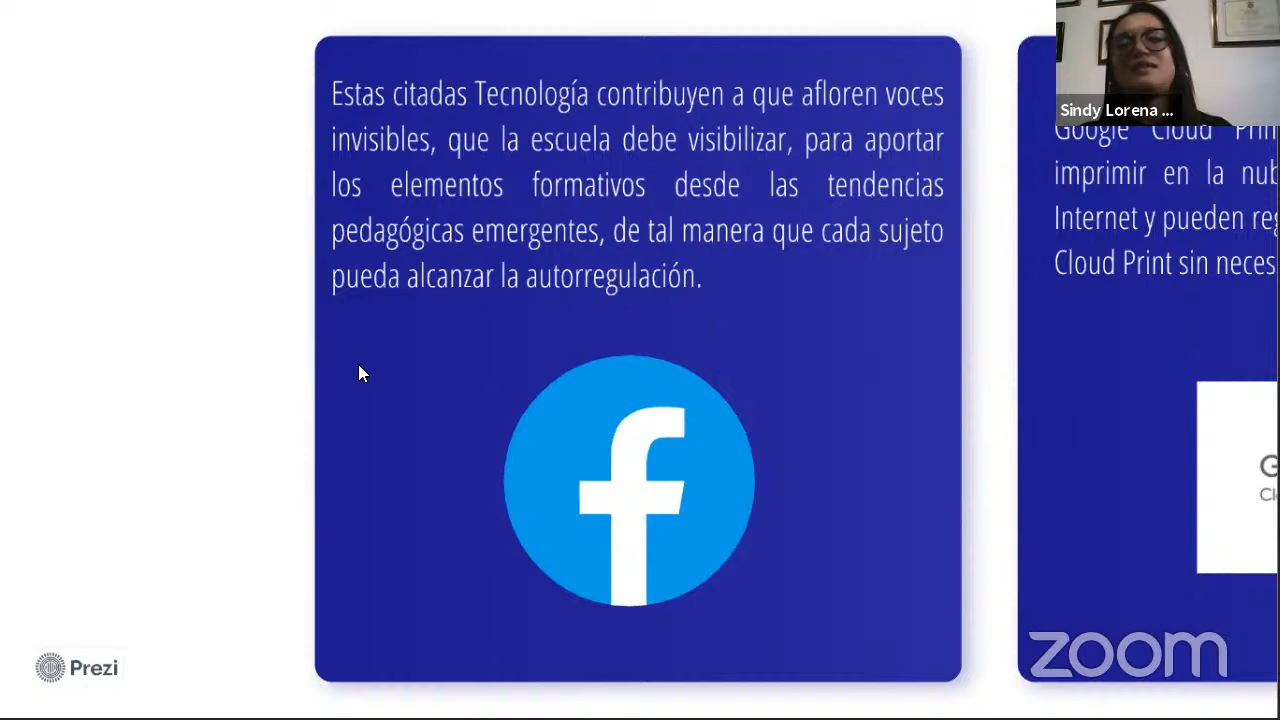 Estas citadas Tecnología contribuyen a que afloren voces
invisibles, que la escuela debe visibilizar, para aportar
los elementos formativos desde las tendencias
pedagógicas emergentes, de tal manera que cada sujeto
pueda alcanzar la autorregulación.
Sindy Lorena ...
Google Cloud
imprimir en la
Internet y pueden
Cloud Print sin
Prezi
zoom